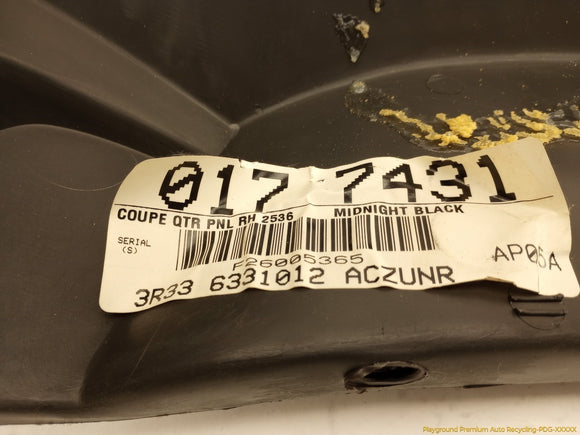 017 7431
COUPE QTR PNL RH 2536 MIDNIGHT BLACK
SERIAL
(S)
F26005365
AP05A
3R33 6331012 ACZUNR
Playground Premium Auto Recycling-PDG-XXXXX